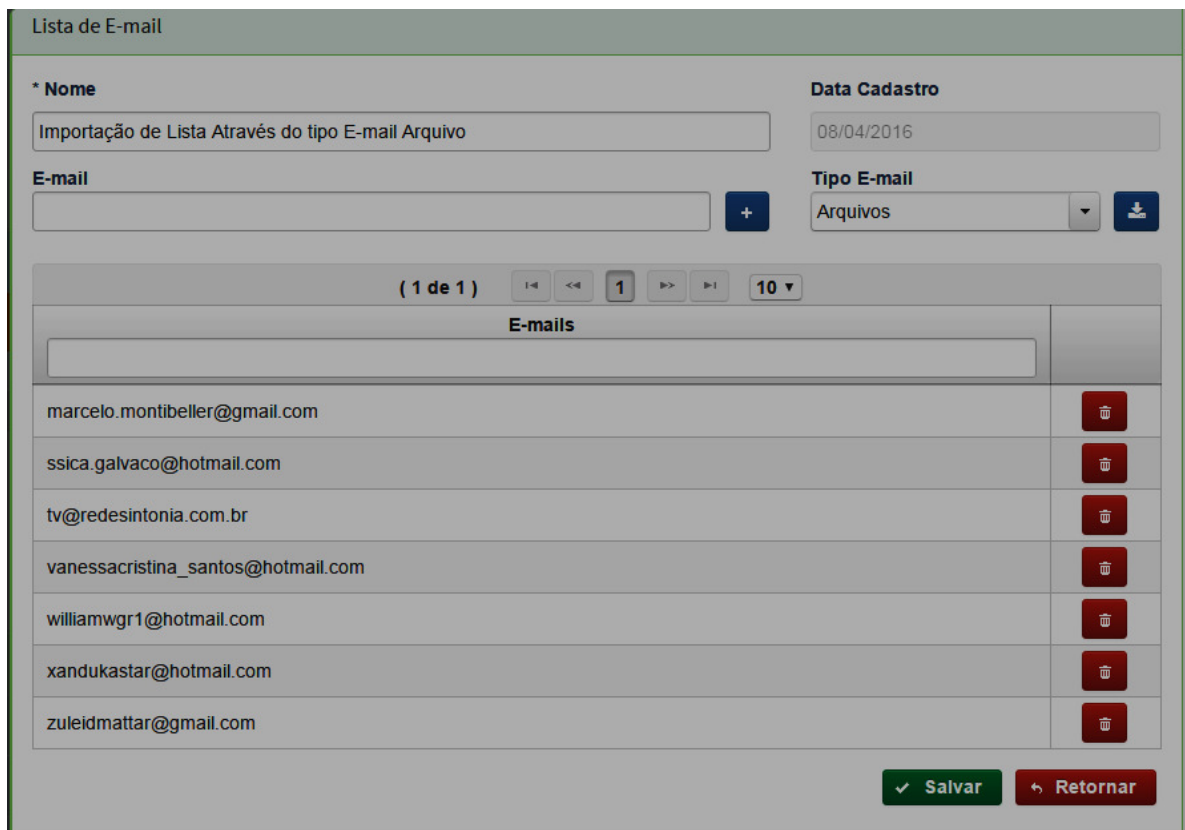 Lista de E-mail
* Nome
Data Cadastro
Importação de Lista Através do tipo E-mail Arquivo
08/04/2016
E-mail
Tipo E-mail
+
Arquivos
( 1 de 1 )
1
10
E-mails
marcelo.montibeller@gmail.com
ssica.galvaco@hotmail.com
tv@redesintonia.com.br
vanessacristina_santos@hotmail.com
williamwgr1@hotmail.com
xandukastar@hotmail.com
zuleidmattar@gmail.com
Salvar
Retornar